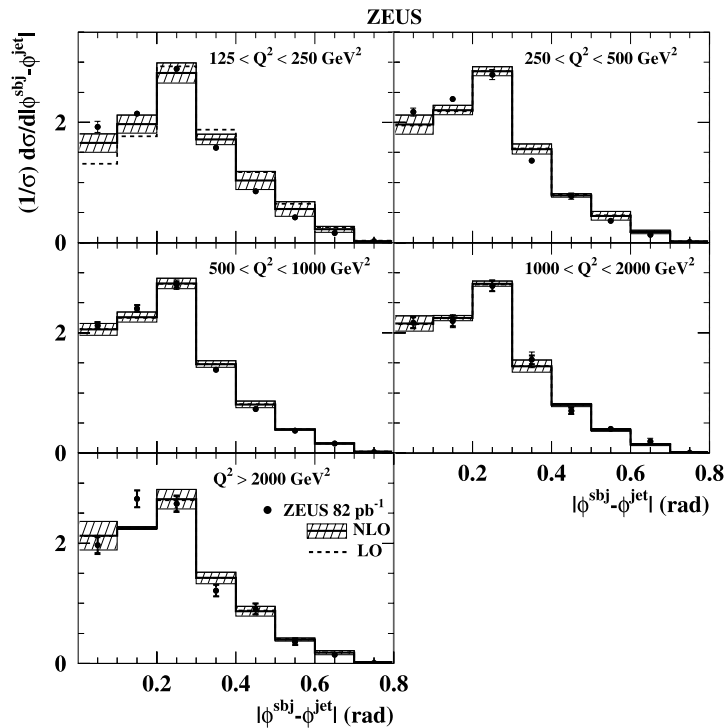 ZEUS
(1/σ) dσ/d|ϕ^sbj-ϕ^jet|
125 < Q² < 250 GeV²
250 < Q² < 500 GeV²
2
0
500 < Q² < 1000 GeV²
1000 < Q² < 2000 GeV²
2
0
0.2 0.4 0.6 0.8
|ϕ^sbj-ϕ^jet| (rad)
Q² > 2000 GeV²
ZEUS 82 pb⁻¹
NLO
LO
2
0
0.2 0.4 0.6 0.8
|ϕ^sbj-ϕ^jet| (rad)